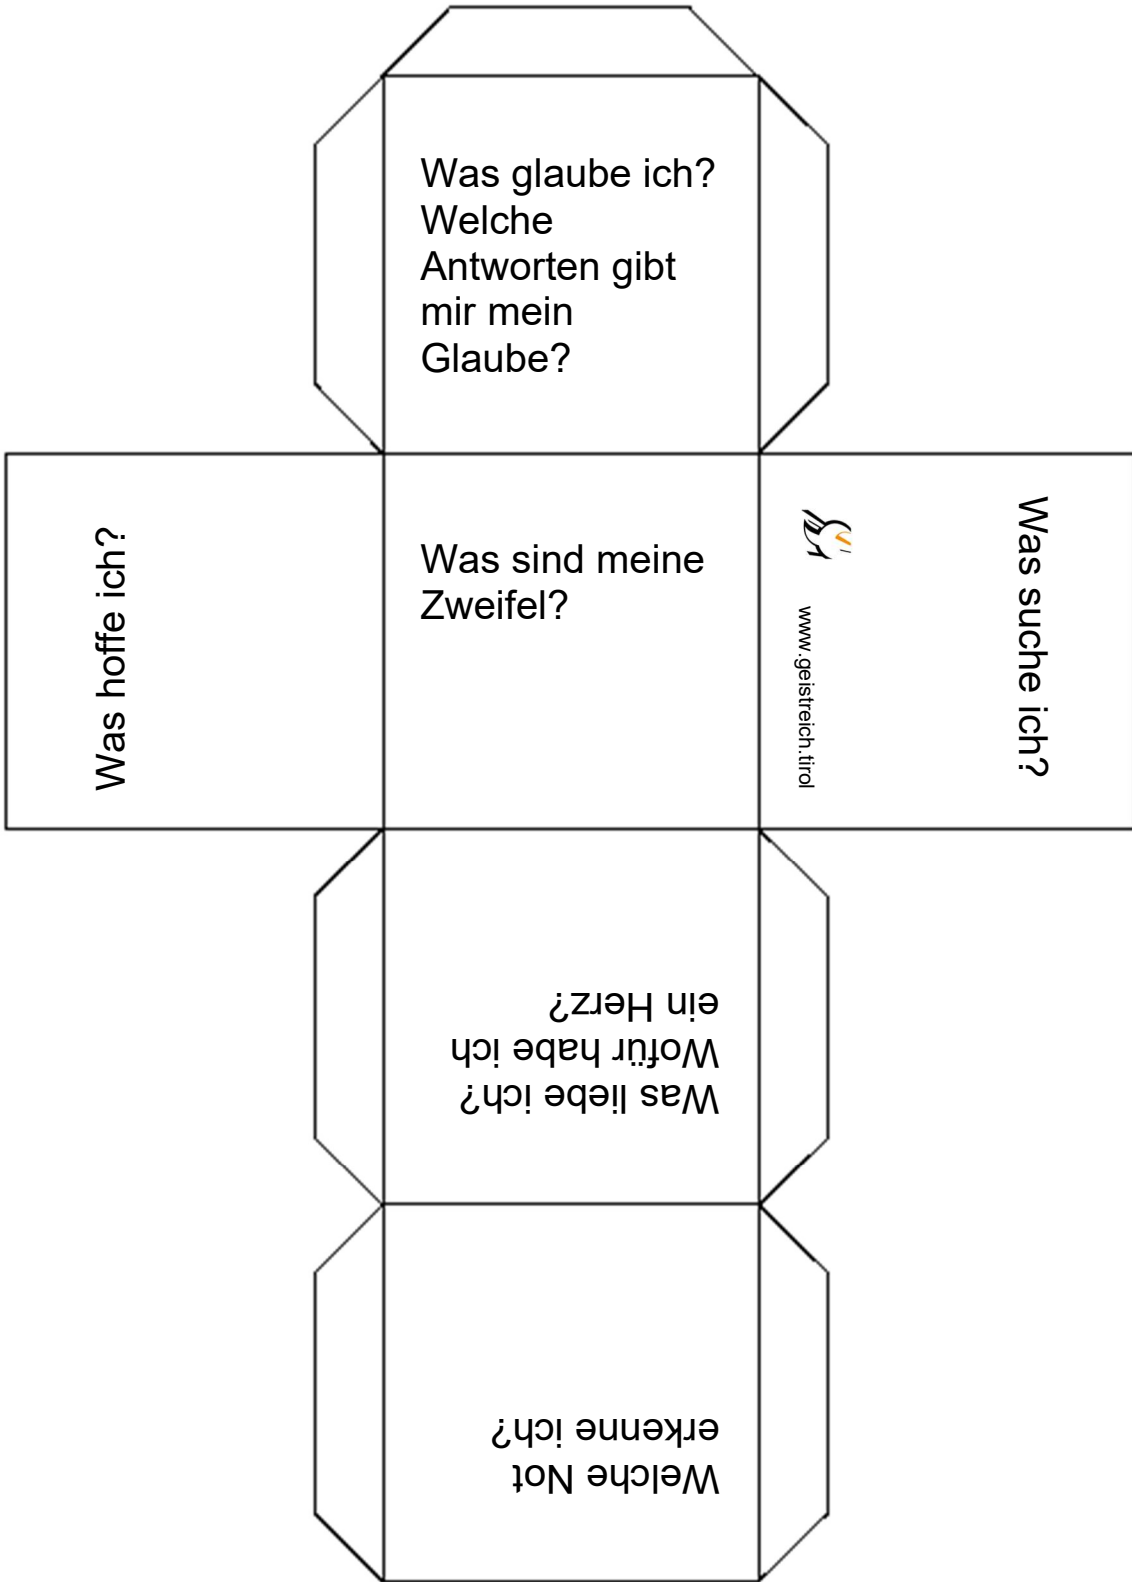 Was glaube ich?
Welche
Antworten gibt
mir mein
Glaube?
Was hoffe ich?
Was sind meine
Zweifel?
Was suche ich?
www.geistreich.tirol
Was liebe ich?
Wofür habe ich
ein Herz?
Welche Not
erkenne ich?